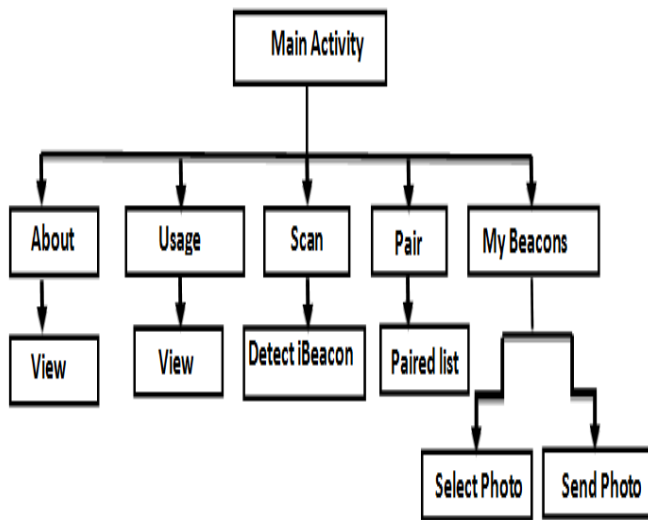 Main Activity
About
Usage
Scan
Pair
My Beacons
View
View
Detect iBeacon
Paired list
Select Photo
Send Photo